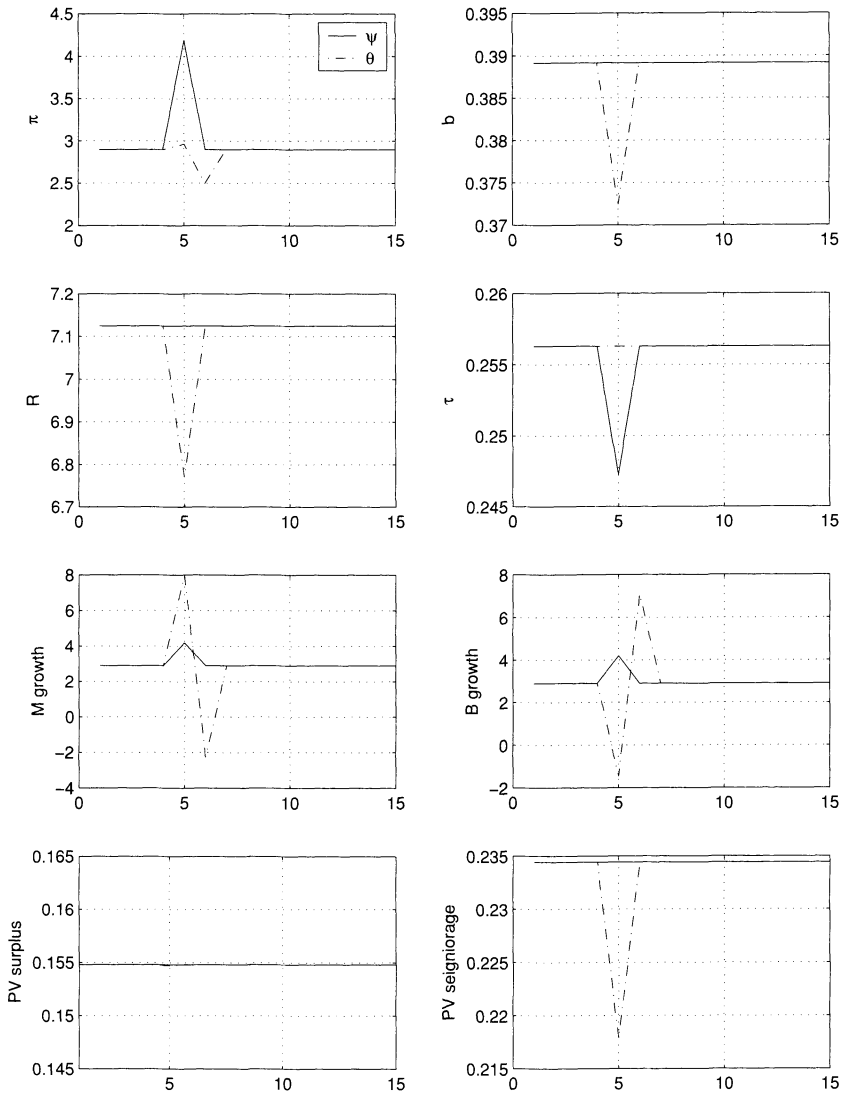 4.5
4
3.5
3
2.5
2
π
ψ
θ
0 5 10 15
0.395
0.39
0.385
0.38
0.375
0.37
b
0 5 10 15
7.2
7.1
7
6.9
6.8
6.7
R
0 5 10 15
0.26
0.255
0.25
0.245
τ
0 5 10 15
8
6
4
2
0
−2
−4
M growth
0 5 10 15
8
6
4
2
0
−2
B growth
0 5 10 15
0.165
0.16
0.155
0.15
0.145
PV surplus
5 10 15
0.235
0.23
0.225
0.22
0.215
PV seigniorage
0 5 10 15